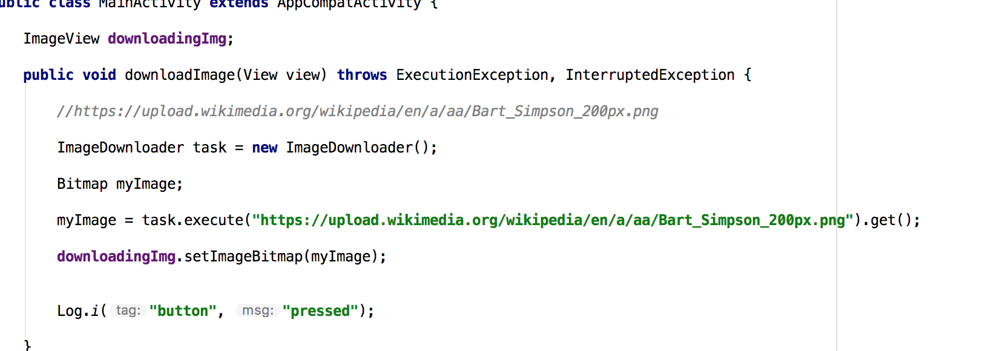 public class MainActivity extends AppCompatActivity {
ImageView downloadingImg;
public void downloadImage(View view) throws ExecutionException, InterruptedException {
//https://upload.wikimedia.org/wikipedia/en/a/aa/Bart_Simpson_200px.png
ImageDownloader task = new ImageDownloader();
Bitmap myImage;
myImage = task.execute("https://upload.wikimedia.org/wikipedia/en/a/aa/Bart_Simpson_200px.png").get();
downloadingImg.setImageBitmap(myImage);
Log.i( tag: "button", msg: "pressed");
}